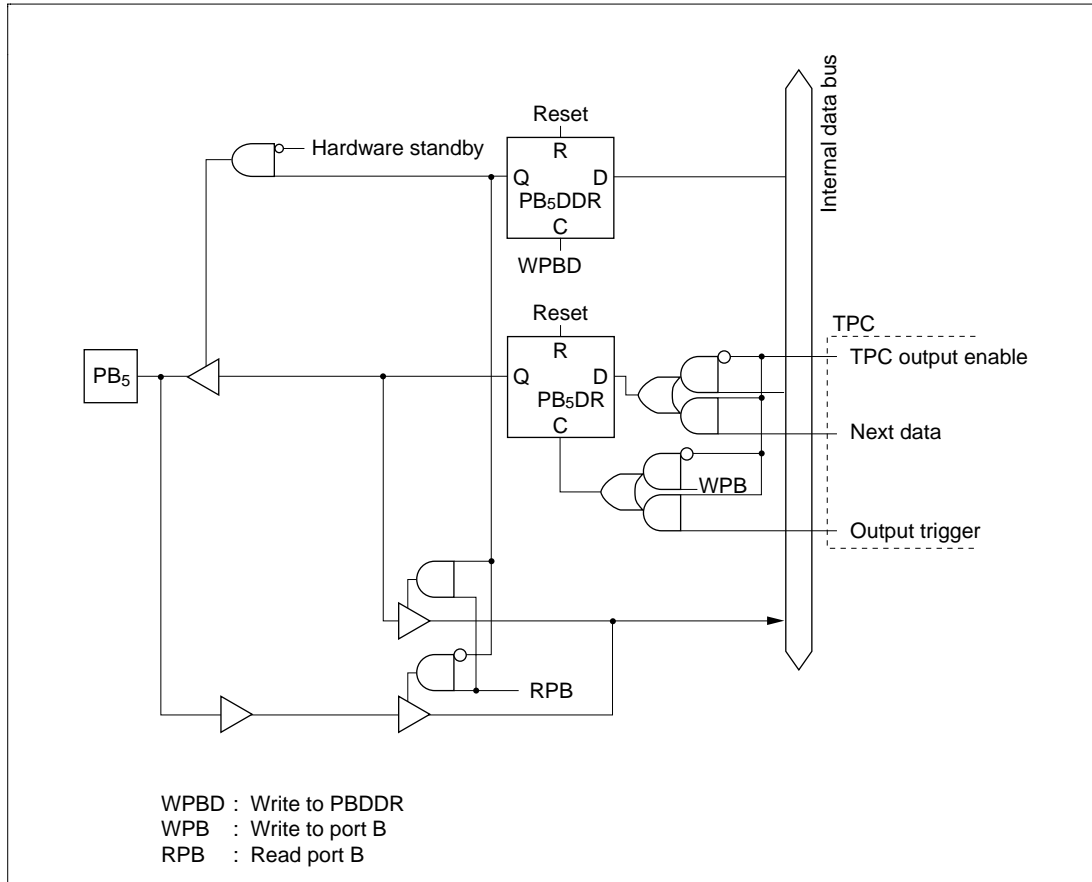 Reset
Hardware standby
R
Q D
PB5DDR
C
WPBD
Internal data bus
Reset
TPC
R
TPC output enable
PB5
Q D
PB5DR
C
Next data
WPB
Output trigger
RPB
WPBD : Write to PBDDR
WPB : Write to port B
RPB : Read port B